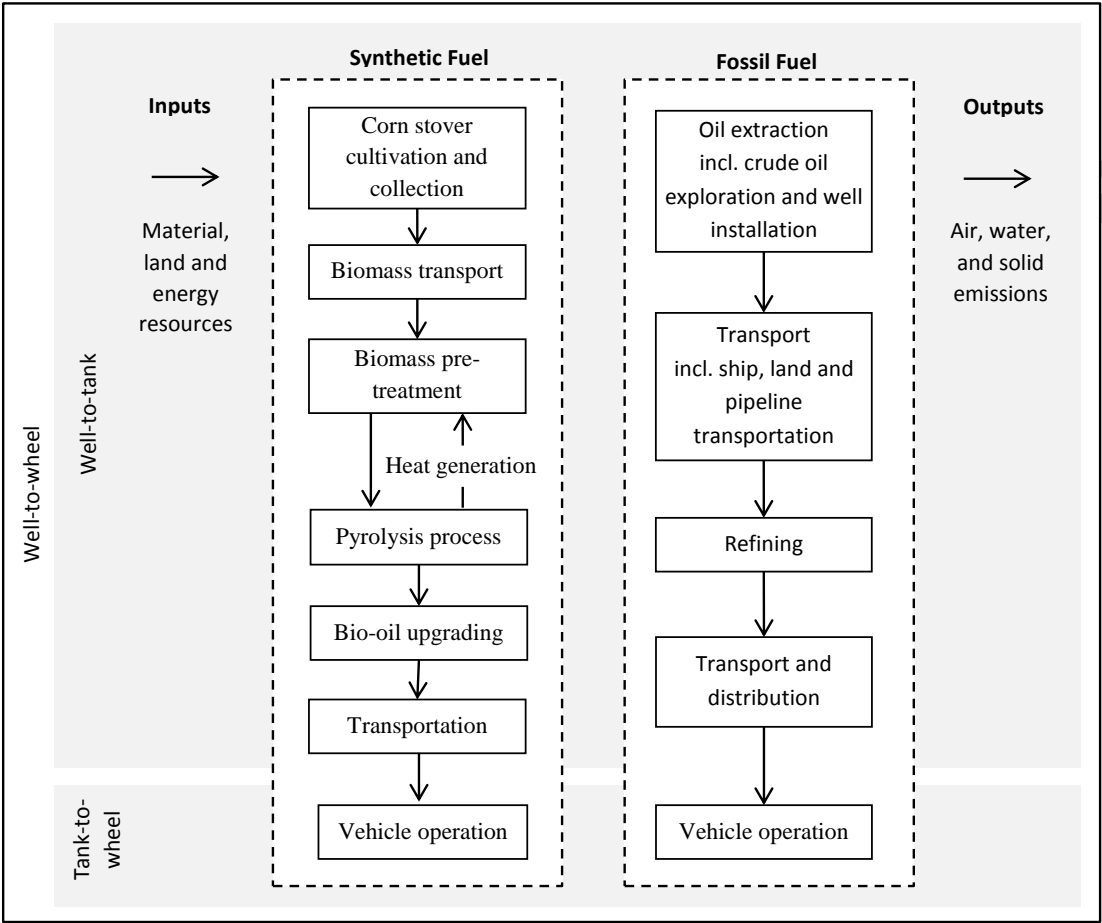 Synthetic Fuel
Fossil Fuel
Inputs
Material,
land and
energy
resources
Outputs
Air, water,
and solid
emissions
Well-to-wheel
Well-to-tank
Tank-to-
wheel
Corn stover
cultivation and
collection
Biomass transport
Biomass pre-
treatment
Heat generation
Pyrolysis process
Bio-oil upgrading
Transportation
Vehicle operation
Oil extraction
incl. crude oil
exploration and well
installation
Transport
incl. ship, land and
pipeline
transportation
Refining
Transport and
distribution
Vehicle operation